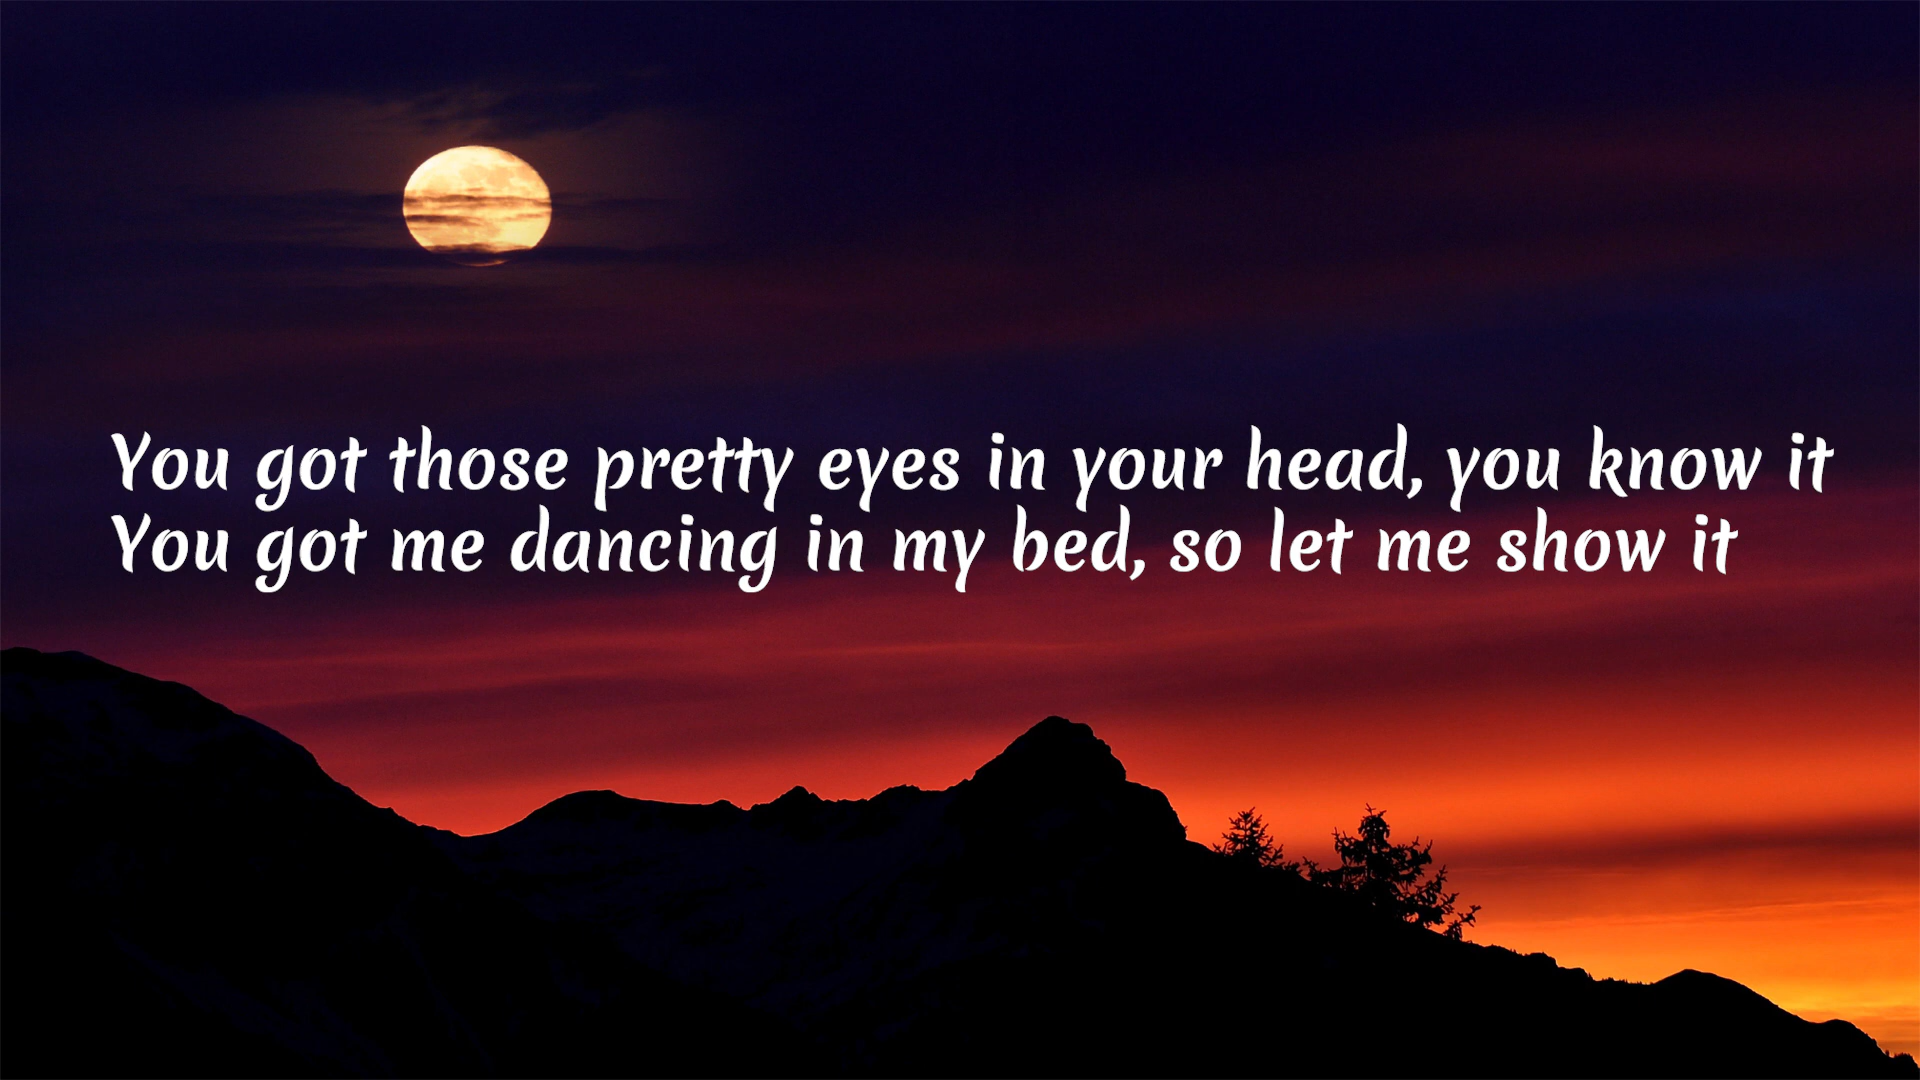 You got those pretty eyes in your head, you know it
You got me dancing in my bed, so let me show it